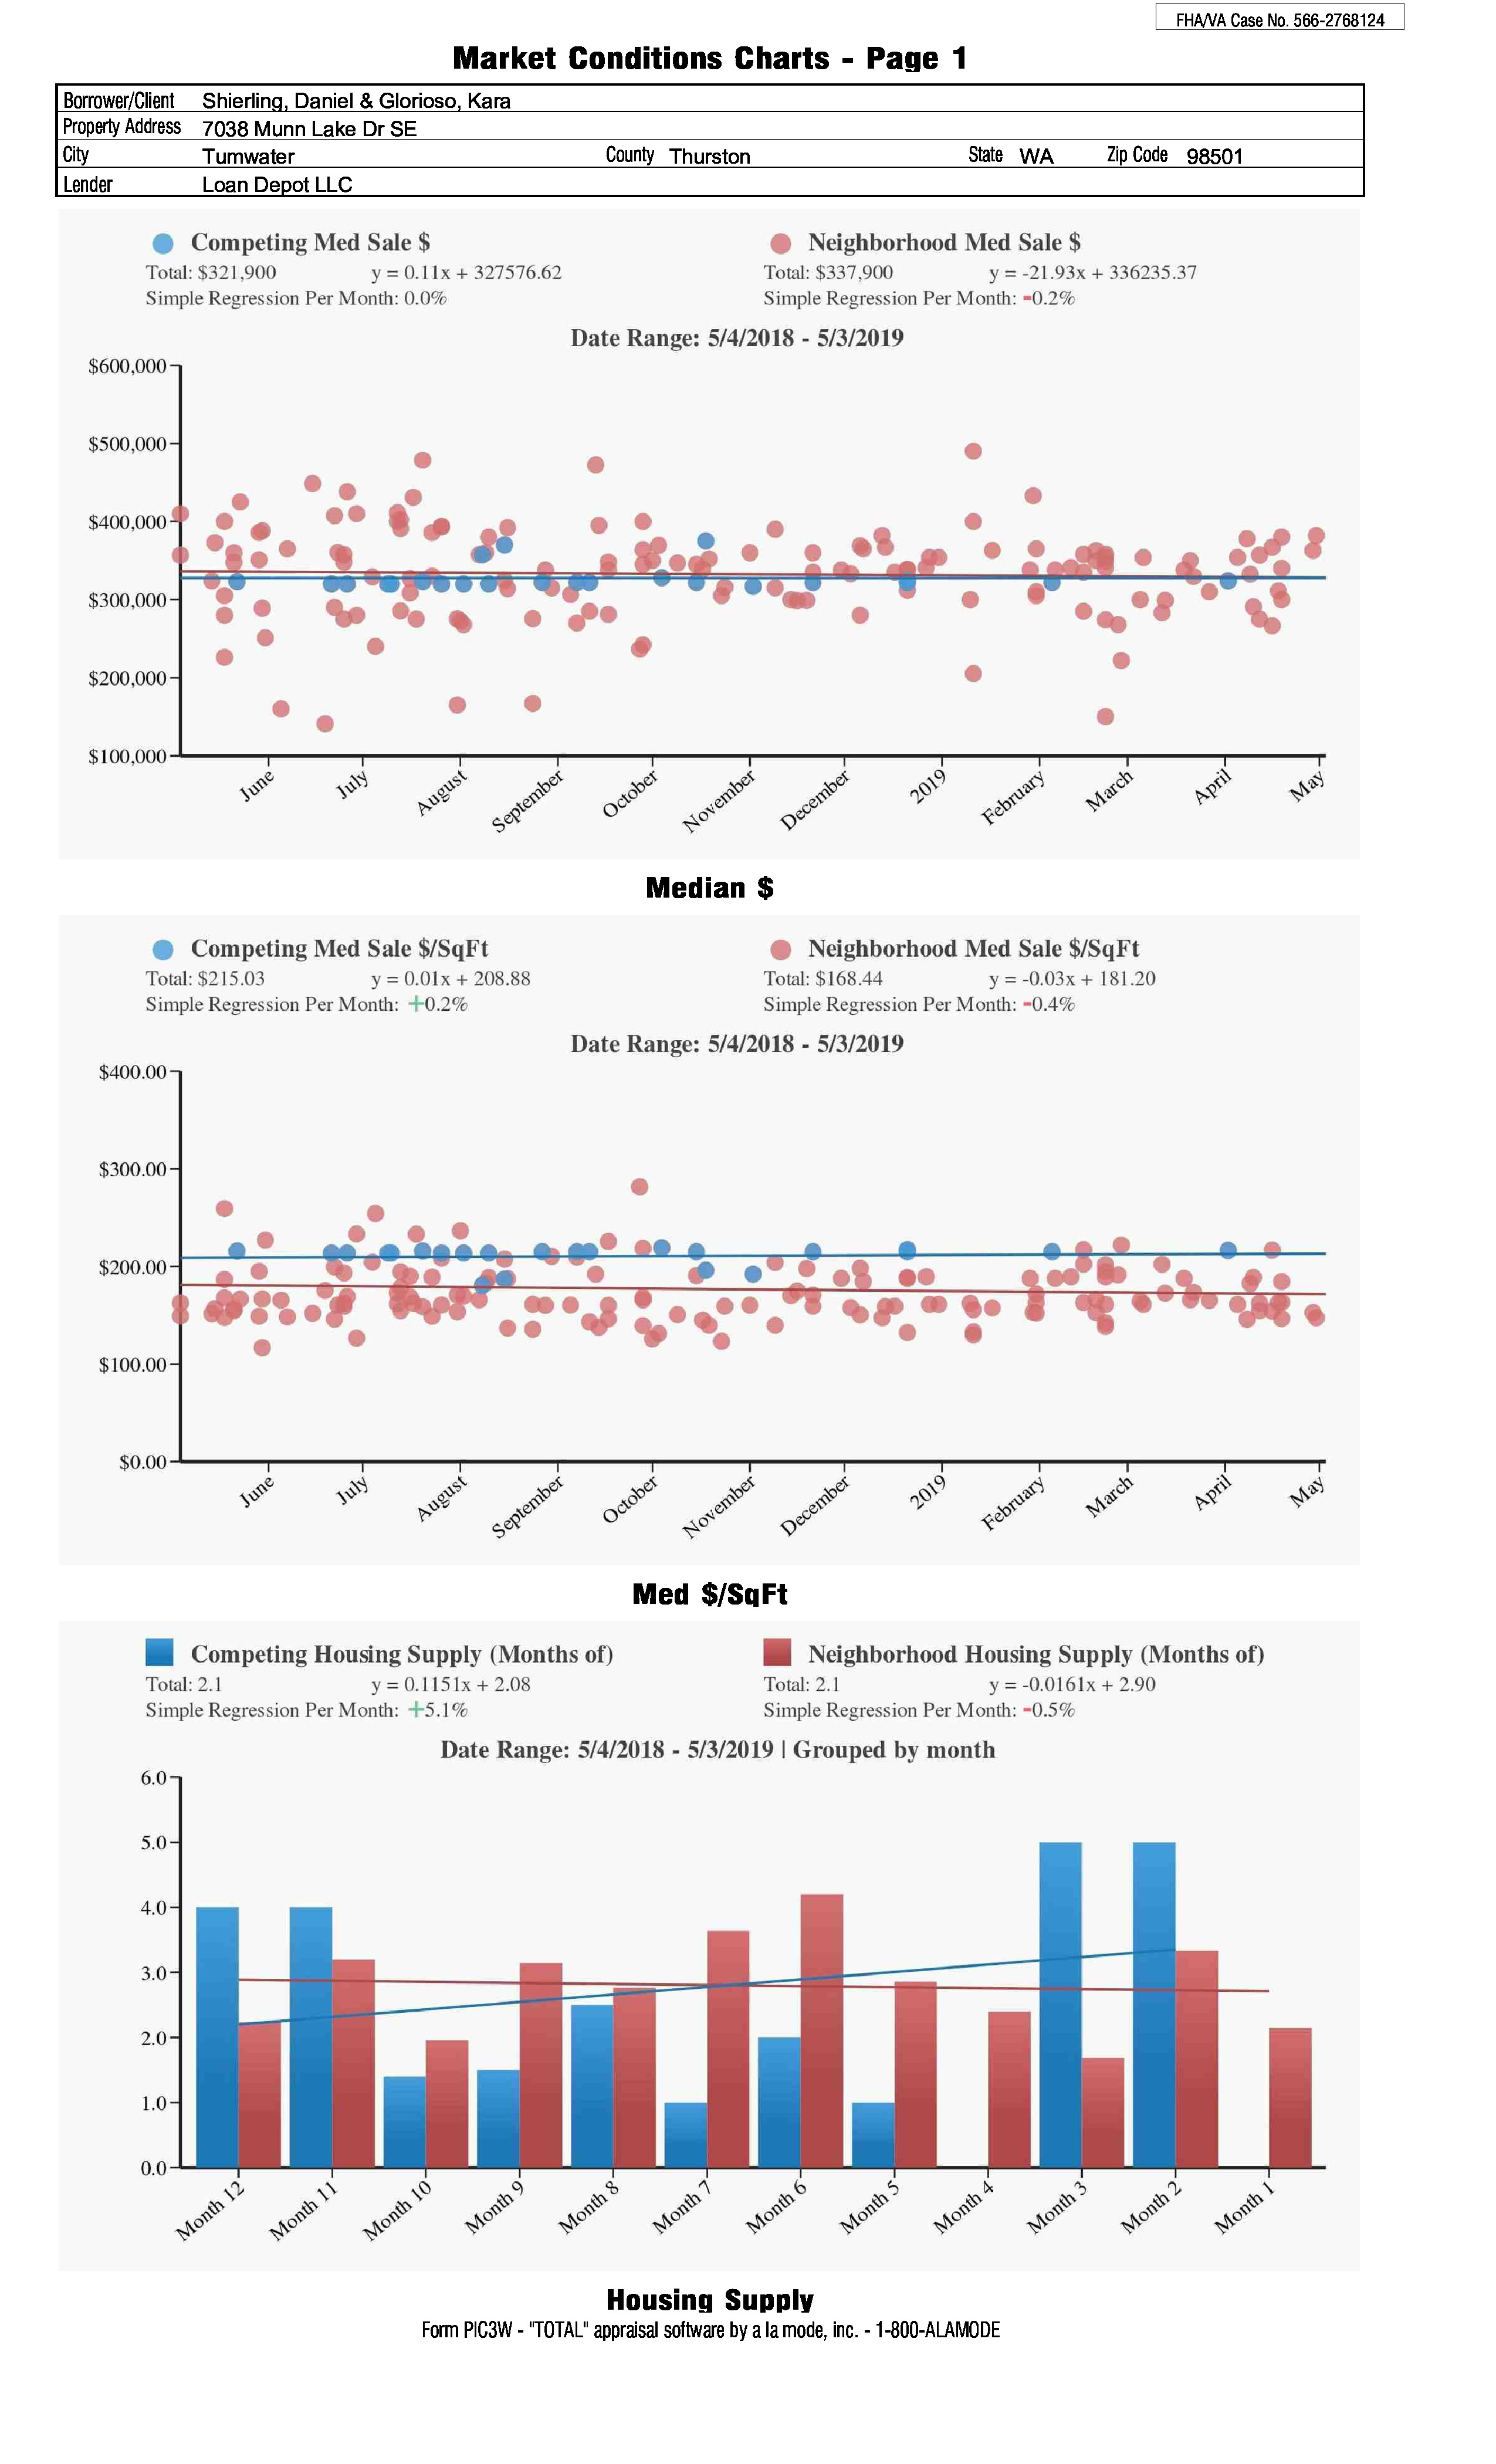 FHA/VA Case No. 566-2768124
Market Conditions Charts - Page 1
Borrower/Client Shierling, Daniel & Glorioso, Kara
Property Address 7038 Munn Lake Dr SE
City Tumwater County Thurston State WA Zip Code 98501
Lender Loan Depot LLC
Competing Med Sale $ Neighborhood Med Sale $
Total: $321,900 y = 0.11x + 327576.62 Total: $337,900 y = -21.93x + 336235.37
Simple Regression Per Month: 0.0% Simple Regression Per Month: -0.2%
Date Range: 5/4/2018 - 5/3/2019
$600,000
$500,000
$400,000
$300,000
$200,000
$100,000
June July August September October November December 2019 February March April May
Median $
Competing Med Sale $/SqFt Neighborhood Med Sale $/SqFt
Total: $215.03 y = 0.01x + 208.88 Total: $168.44 y = -0.03x + 181.20
Simple Regression Per Month: +0.2% Simple Regression Per Month: -0.4%
Date Range: 5/4/2018 - 5/3/2019
$400.00
$300.00
$200.00
$100.00
$0.00
June July August September October November December 2019 February March April May
Med $/SqFt
Competing Housing Supply (Months of) Neighborhood Housing Supply (Months of)
Total: 2.1 y = 0.1151x + 2.08 Total: 2.1 y = -0.0161x + 2.90
Simple Regression Per Month: +5.1% Simple Regression Per Month: -0.5%
Date Range: 5/4/2018 - 5/3/2019 | Grouped by month
6.0
5.0
4.0
3.0
2.0
1.0
0.0
Month 12 Month 11 Month 10 Month 9 Month 8 Month 7 Month 6 Month 5 Month 4 Month 3 Month 2 Month 1
Housing Supply
Form PIC3W - "TOTAL" appraisal software by a la mode, inc. - 1-800-ALAMODE